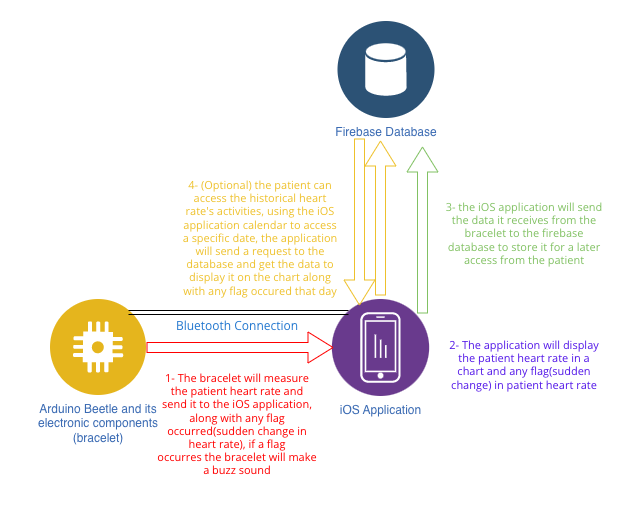 Firebase Database
4- (Optional) the patient can
access the historical heart
rate's activities, using the iOS
application calendar to access
a specific date, the application
will send a request to the
database and get the data to
display it on the chart along
with any flag occured that day
3- the iOS application will send
the data it receives from the
bracelet to the firebase
database to store it for a later
access from the patient
Bluetooth Connection
2- The application will display
the patient heart rate in a
chart and any flag(sudden
change) in patient heart rate
Arduino Beetle and its
electronic components
(bracelet)
1- The bracelet will measure
the patient heart rate and
send it to the iOS application,
along with any flag
occurred(sudden change in
heart rate), if a flag
occurres the bracelet will make
a buzz sound
iOS Application